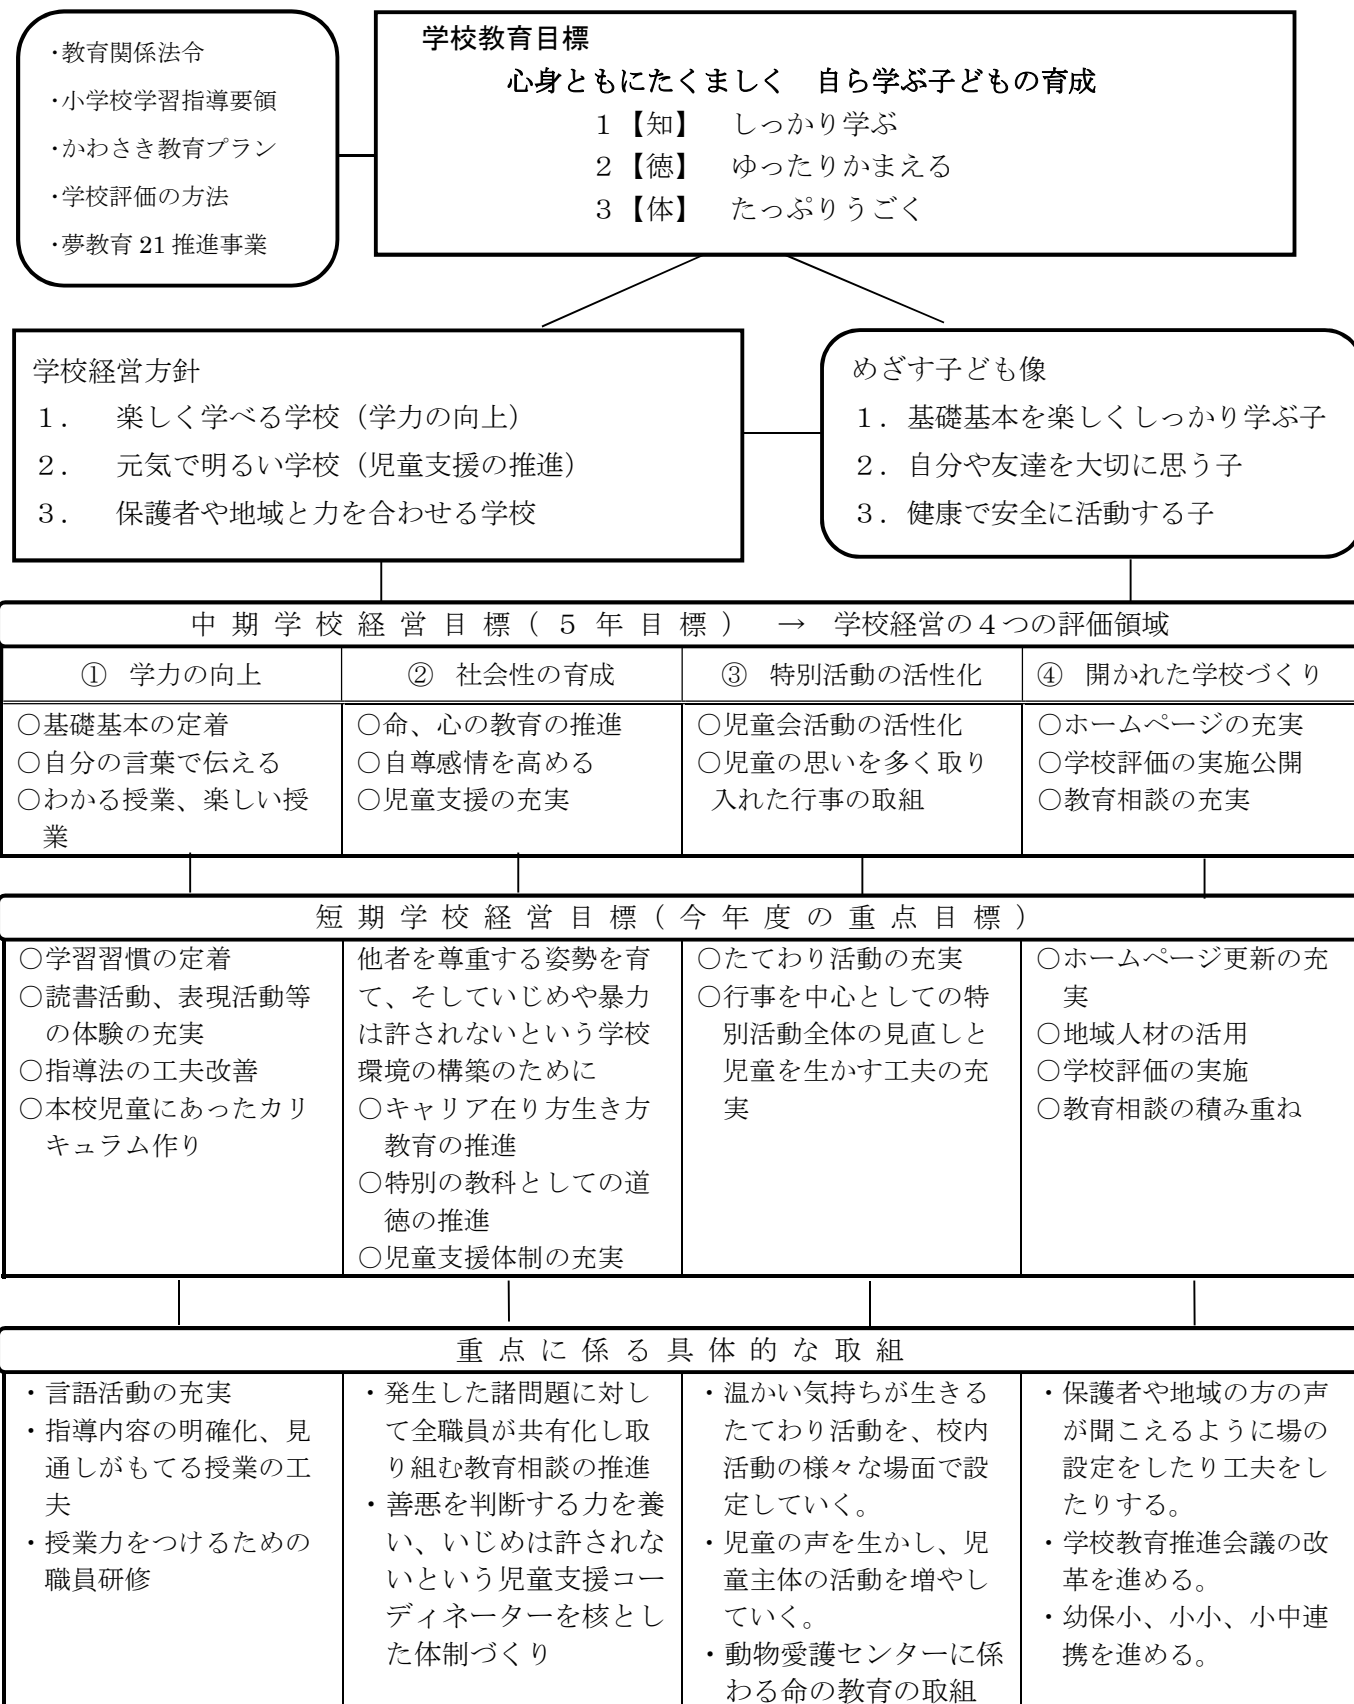 ・教育関係法令
・小学校学習指導要領
・かわさき教育プラン
・学校評価の方法
・夢教育 21 推進事業
学校教育目標
心身ともにたくましく　自ら学ぶ子どもの育成
１【知】　しっかり学ぶ
２【徳】　ゆったりかまえる
３【体】　たっぷりうごく
学校経営方針
１．　楽しく学べる学校（学力の向上）
２．　元気で明るい学校（児童支援の推進）
３．　保護者や地域と力を合わせる学校
めざす子ども像
１．基礎基本を楽しくしっかり学ぶ子
２．自分や友達を大切に思う子
３．健康で安全に活動する子
中 期 学 校 経 営 目 標（ ５ 年 目 標 ）　→　学校経営の４つの評価領域
①　学力の向上
○基礎基本の定着
○自分の言葉で伝える
○わかる授業、楽しい授
業
②　社会性の育成
○命、心の教育の推進
○自尊感情を高める
○児童支援の充実
③　特別活動の活性化
○児童会活動の活性化
○児童の思いを多く取り
入れた行事の取組
④　開かれた学校づくり
○ホームページの充実
○学校評価の実施公開
○教育相談の充実
短 期 学 校 経 営 目 標（ 今 年 度 の 重 点 目 標 ）
○学習習慣の定着
○読書活動、表現活動等
の体験の充実
○指導法の工夫改善
○本校児童にあったカリ
キュラム作り
他者を尊重する姿勢を育
て、そしていじめや暴力
は許されないという学校
環境の構築のために
○キャリア在り方生き方
教育の推進
○特別の教科としての道
徳の推進
○児童支援体制の充実
○たてわり活動の充実
○行事を中心としての特
別活動全体の見直しと
児童を生かす工夫の充
実
○ホームページ更新の充
実
○地域人材の活用
○学校評価の実施
○教育相談の積み重ね
重 点 に 係 る 具 体 的 な 取 組
・言語活動の充実
・指導内容の明確化、見
通しがもてる授業の工
夫
・授業力をつけるための
職員研修
・発生した諸問題に対し
て全職員が共有化し取
り組む教育相談の推進
・善悪を判断する力を養
い、いじめは許されな
いという児童支援コー
ディネーターを核とし
た体制づくり
・温かい気持ちが生きる
たてわり活動を、校内
活動の様々な場面で設
定していく。
・児童の声を生かし、児
童主体の活動を増やし
ていく。
・動物愛護センターに係
わる命の教育の取組
・保護者や地域の方の声
が聞こえるように場の
設定をしたり工夫をし
たりする。
・学校教育推進会議の改
革を進める。
・幼保小、小小、小中連
携を進める。